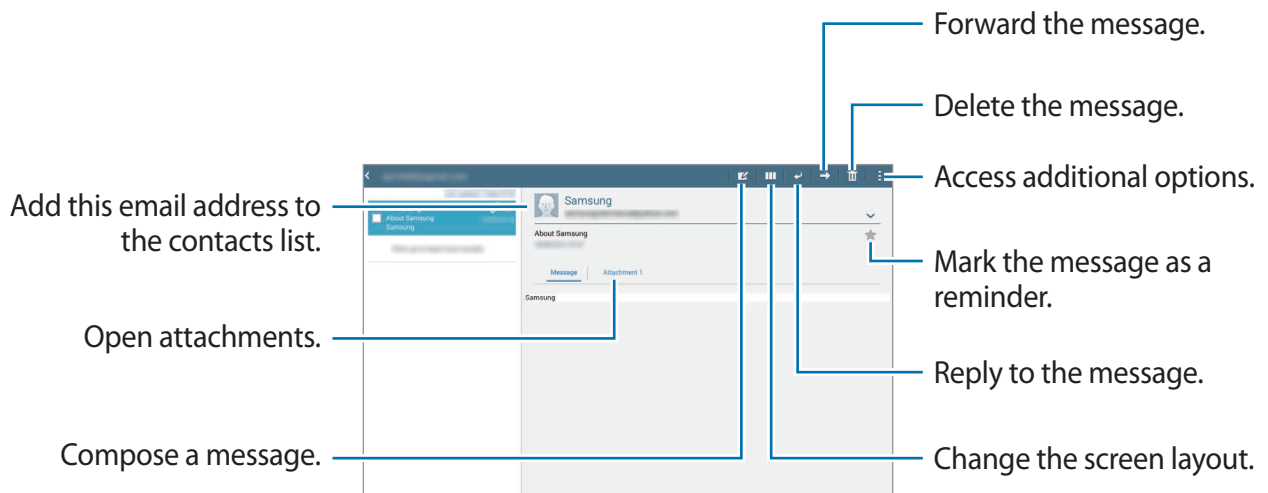 Forward the message.
Delete the message.
Access additional options.
Add this email address to
the contacts list.
Samsung
About Samsung
Samsung
About Samsung
Mark the message as a
reminder.
Message Attachment 1
Samsung
Open attachments.
Reply to the message.
Compose a message.
Change the screen layout.